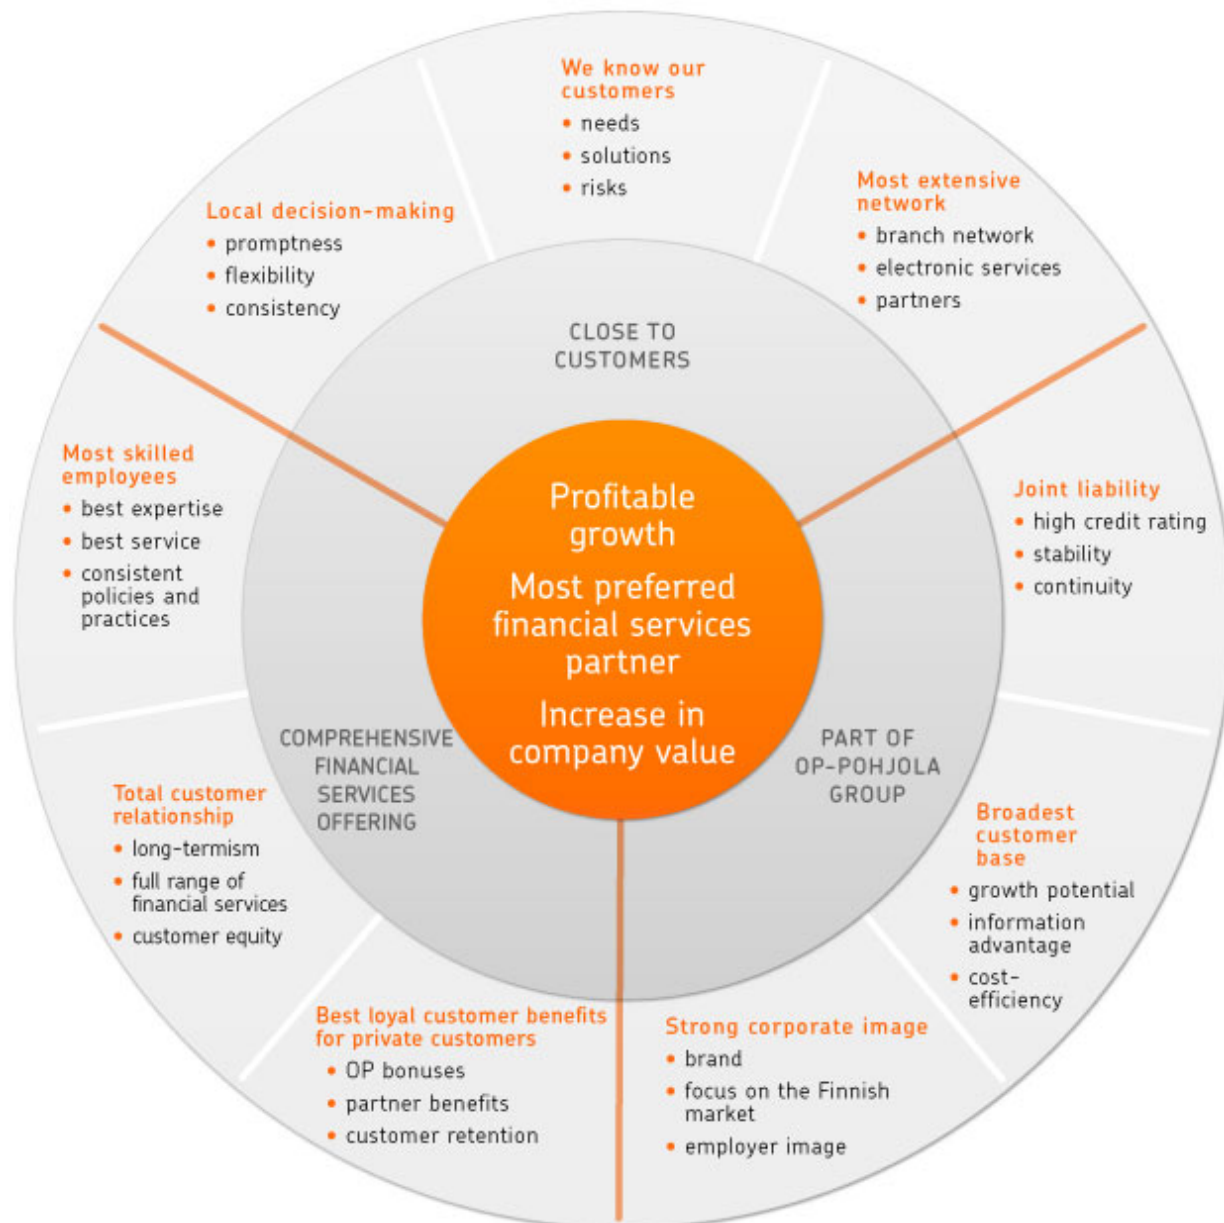 We know our
customers
• needs
• solutions
• risks
Most extensive
network
• branch network
• electronic services
• partners
Local decision-making
• promptness
• flexibility
• consistency
CLOSE TO
CUSTOMERS
Most skilled
employees
• best expertise
• best service
• consistent
policies and
practices
Profitable
growth
Most preferred
financial services
partner
Increase in
company value
Joint liability
• high credit rating
• stability
• continuity
COMPREHENSIVE
FINANCIAL
SERVICES
OFFERING
PART OF
OP-POHJOLA
GROUP
Total customer
relationship
• long-termism
• full range of
financial services
• customer equity
Broadest
customer
base
• growth potential
• information
advantage
• cost-
efficiency
Best loyal customer benefits
for private customers
• OP bonuses
• partner benefits
• customer retention
Strong corporate image
• brand
• focus on the Finnish
market
• employer image